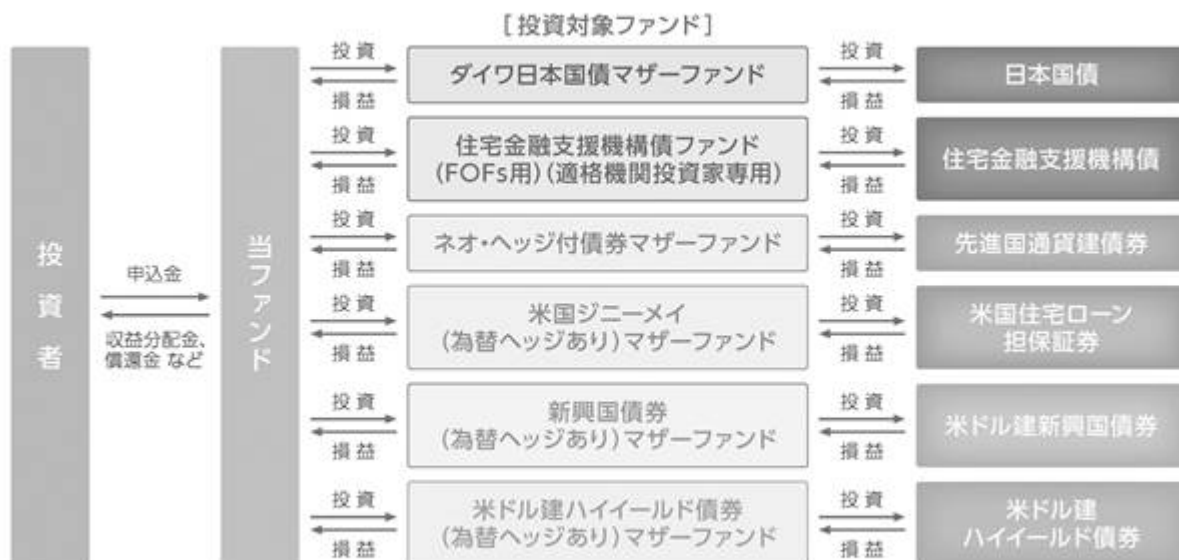 [投資対象ファンド]
投資者
申込金
収益分配金、
償還金 など
当ファンド
投資
損益
ダイワ日本国債マザーファンド
投資
損益
日本国債
投資
損益
住宅金融支援機構債ファンド
(FOFs用)(適格機関投資家専用)
投資
損益
住宅金融支援機構債
投資
損益
ネオ・ヘッジ付債券マザーファンド
投資
損益
先進国通貨建債券
投資
損益
米国ジニーメイ
(為替ヘッジあり)マザーファンド
投資
損益
米国住宅ローン
担保証券
投資
損益
新興国債券
(為替ヘッジあり)マザーファンド
投資
損益
米ドル建新興国債券
投資
損益
米ドル建ハイイールド債券
(為替ヘッジあり)マザーファンド
投資
損益
米ドル建
ハイイールド債券